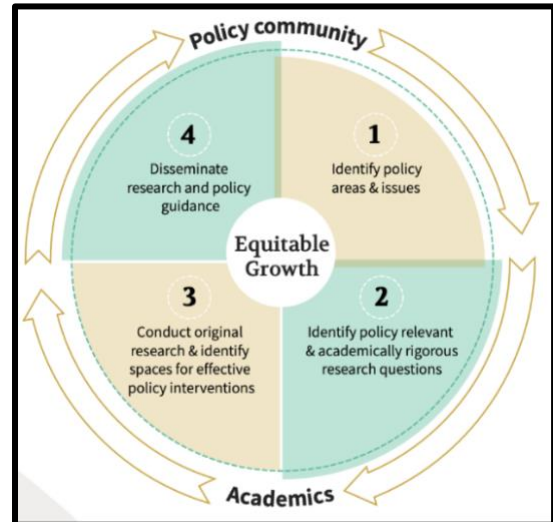 Policy community
4
Disseminate
research and policy
guidance
1
Identify policy
areas & issues
Equitable
Growth
3
Conduct original
research & identify
spaces for effective
policy interventions
2
Identify policy relevant
& academically rigorous
research questions
Academics